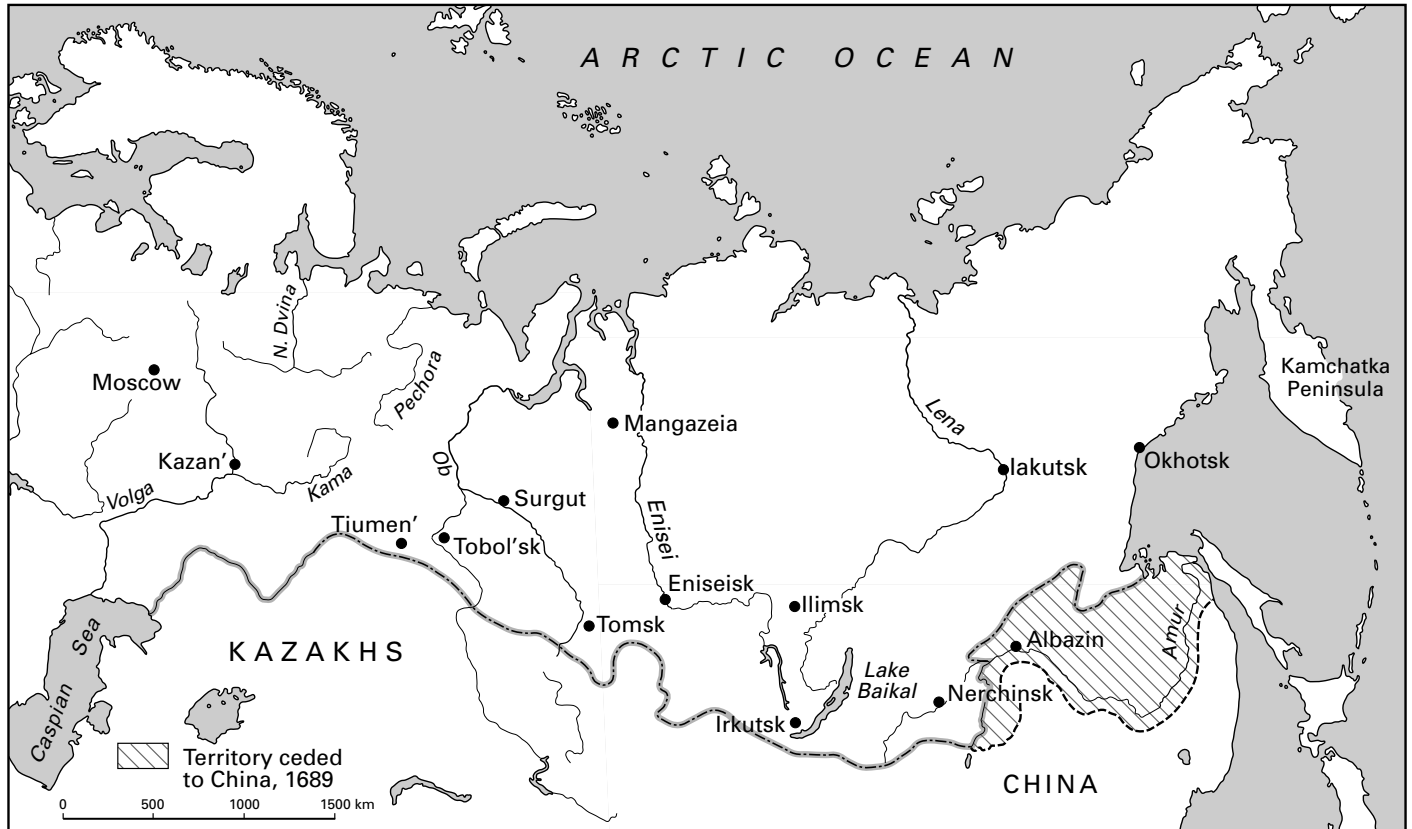 ARCTIC OCEAN
N. Dvina
Moscow
Pechora
Kamchatka
Peninsula
Mangazeia
Lena
Kazan'
Ob
Iakutsk
Okhotsk
Volga
Kama
Surgut
Enisei
Tiumen'
Tobol'sk
Eniseisk
Ilimsk
Tomsk
Caspian Sea
KAZAKHS
Albazin
Amur
Lake
Baikal
Nerchinsk
Irkutsk
Territory ceded
to China, 1689
CHINA
0 500 1000 1500 km